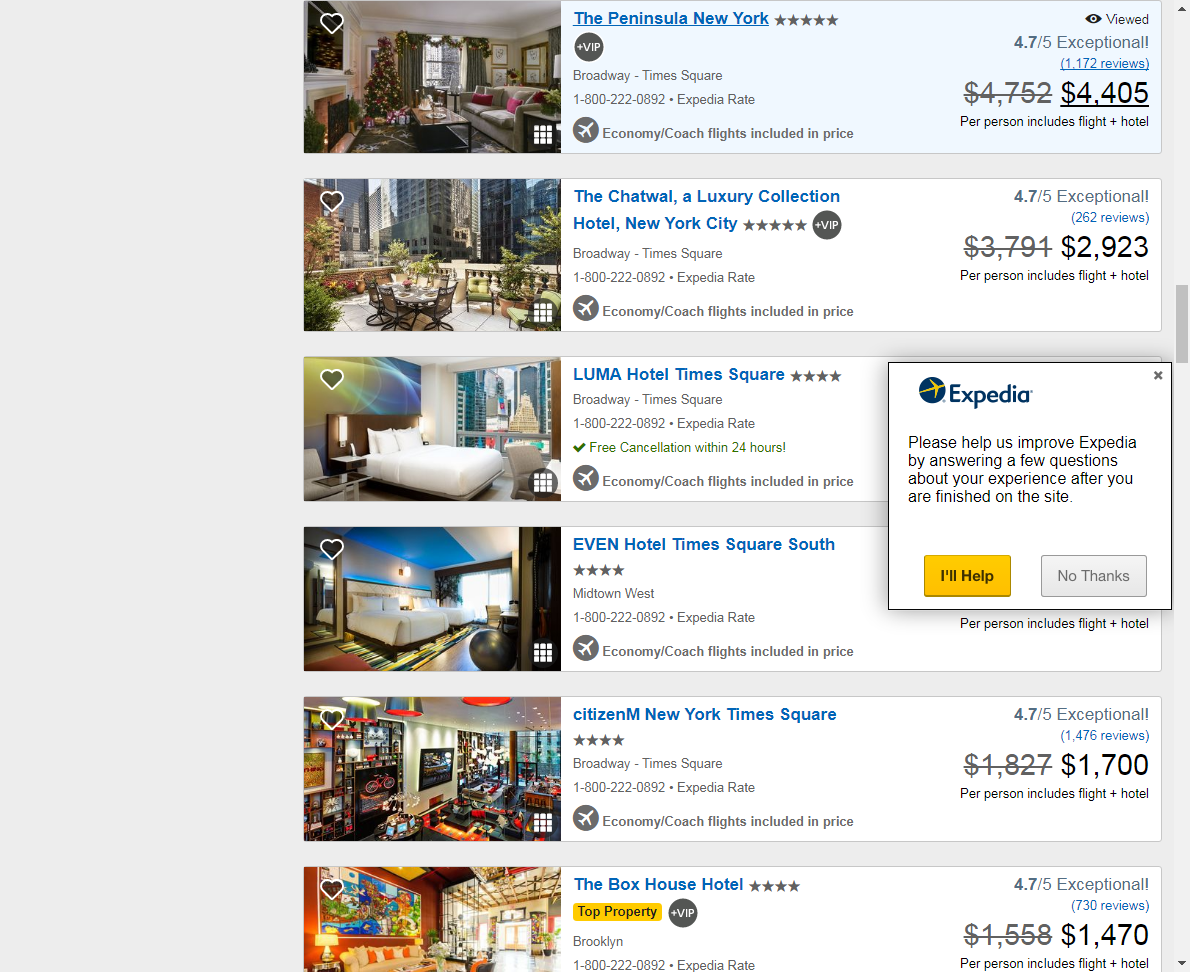 The Peninsula New York
Viewed
+VIP
4.7/5 Exceptional!
(1,172 reviews)
Broadway - Times Square
$4,752 $4,405
1-800-222-0892 • Expedia Rate
Per person includes flight + hotel
Economy/Coach flights included in price
The Chatwal, a Luxury Collection
Hotel, New York City +VIP
4.7/5 Exceptional!
(262 reviews)
Broadway - Times Square
$3,791 $2,923
1-800-222-0892 • Expedia Rate
Per person includes flight + hotel
Economy/Coach flights included in price
LUMA Hotel Times Square
Broadway - Times Square
1-800-222-0892 • Expedia Rate
Free Cancellation within 24 hours!
Economy/Coach flights included in price
Expedia
Please help us improve Expedia
by answering a few questions
about your experience after you
are finished on the site.
I'll Help
No Thanks
EVEN Hotel Times Square South
Midtown West
1-800-222-0892 • Expedia Rate
Per person includes flight + hotel
Economy/Coach flights included in price
citizenM New York Times Square
4.7/5 Exceptional!
(1,476 reviews)
Broadway - Times Square
$1,827 $1,700
1-800-222-0892 • Expedia Rate
Per person includes flight + hotel
Economy/Coach flights included in price
The Box House Hotel
4.7/5 Exceptional!
Top Property +VIP
(730 reviews)
Brooklyn
$1,558 $1,470
1-800-222-0892 • Expedia Rate
Per person includes flight + hotel